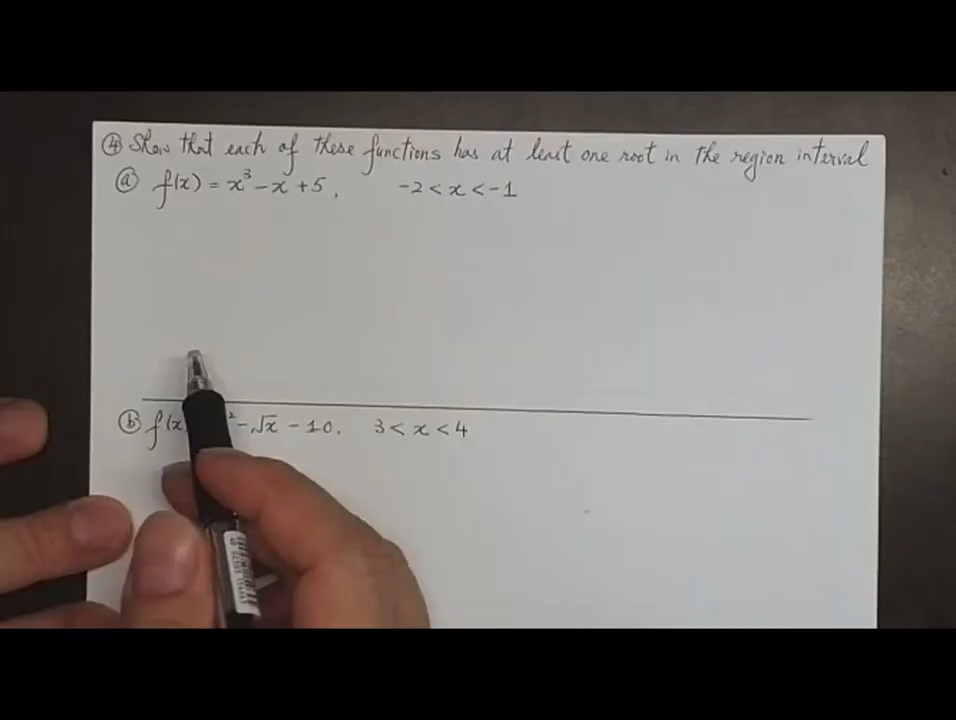 ④ Show that each of these functions has at least one root in the region interval
ⓐ f(x) = x³ - x + 5, -2 < x < -1
ⓑ f(x ² - √x - 10. 3 < x < 4